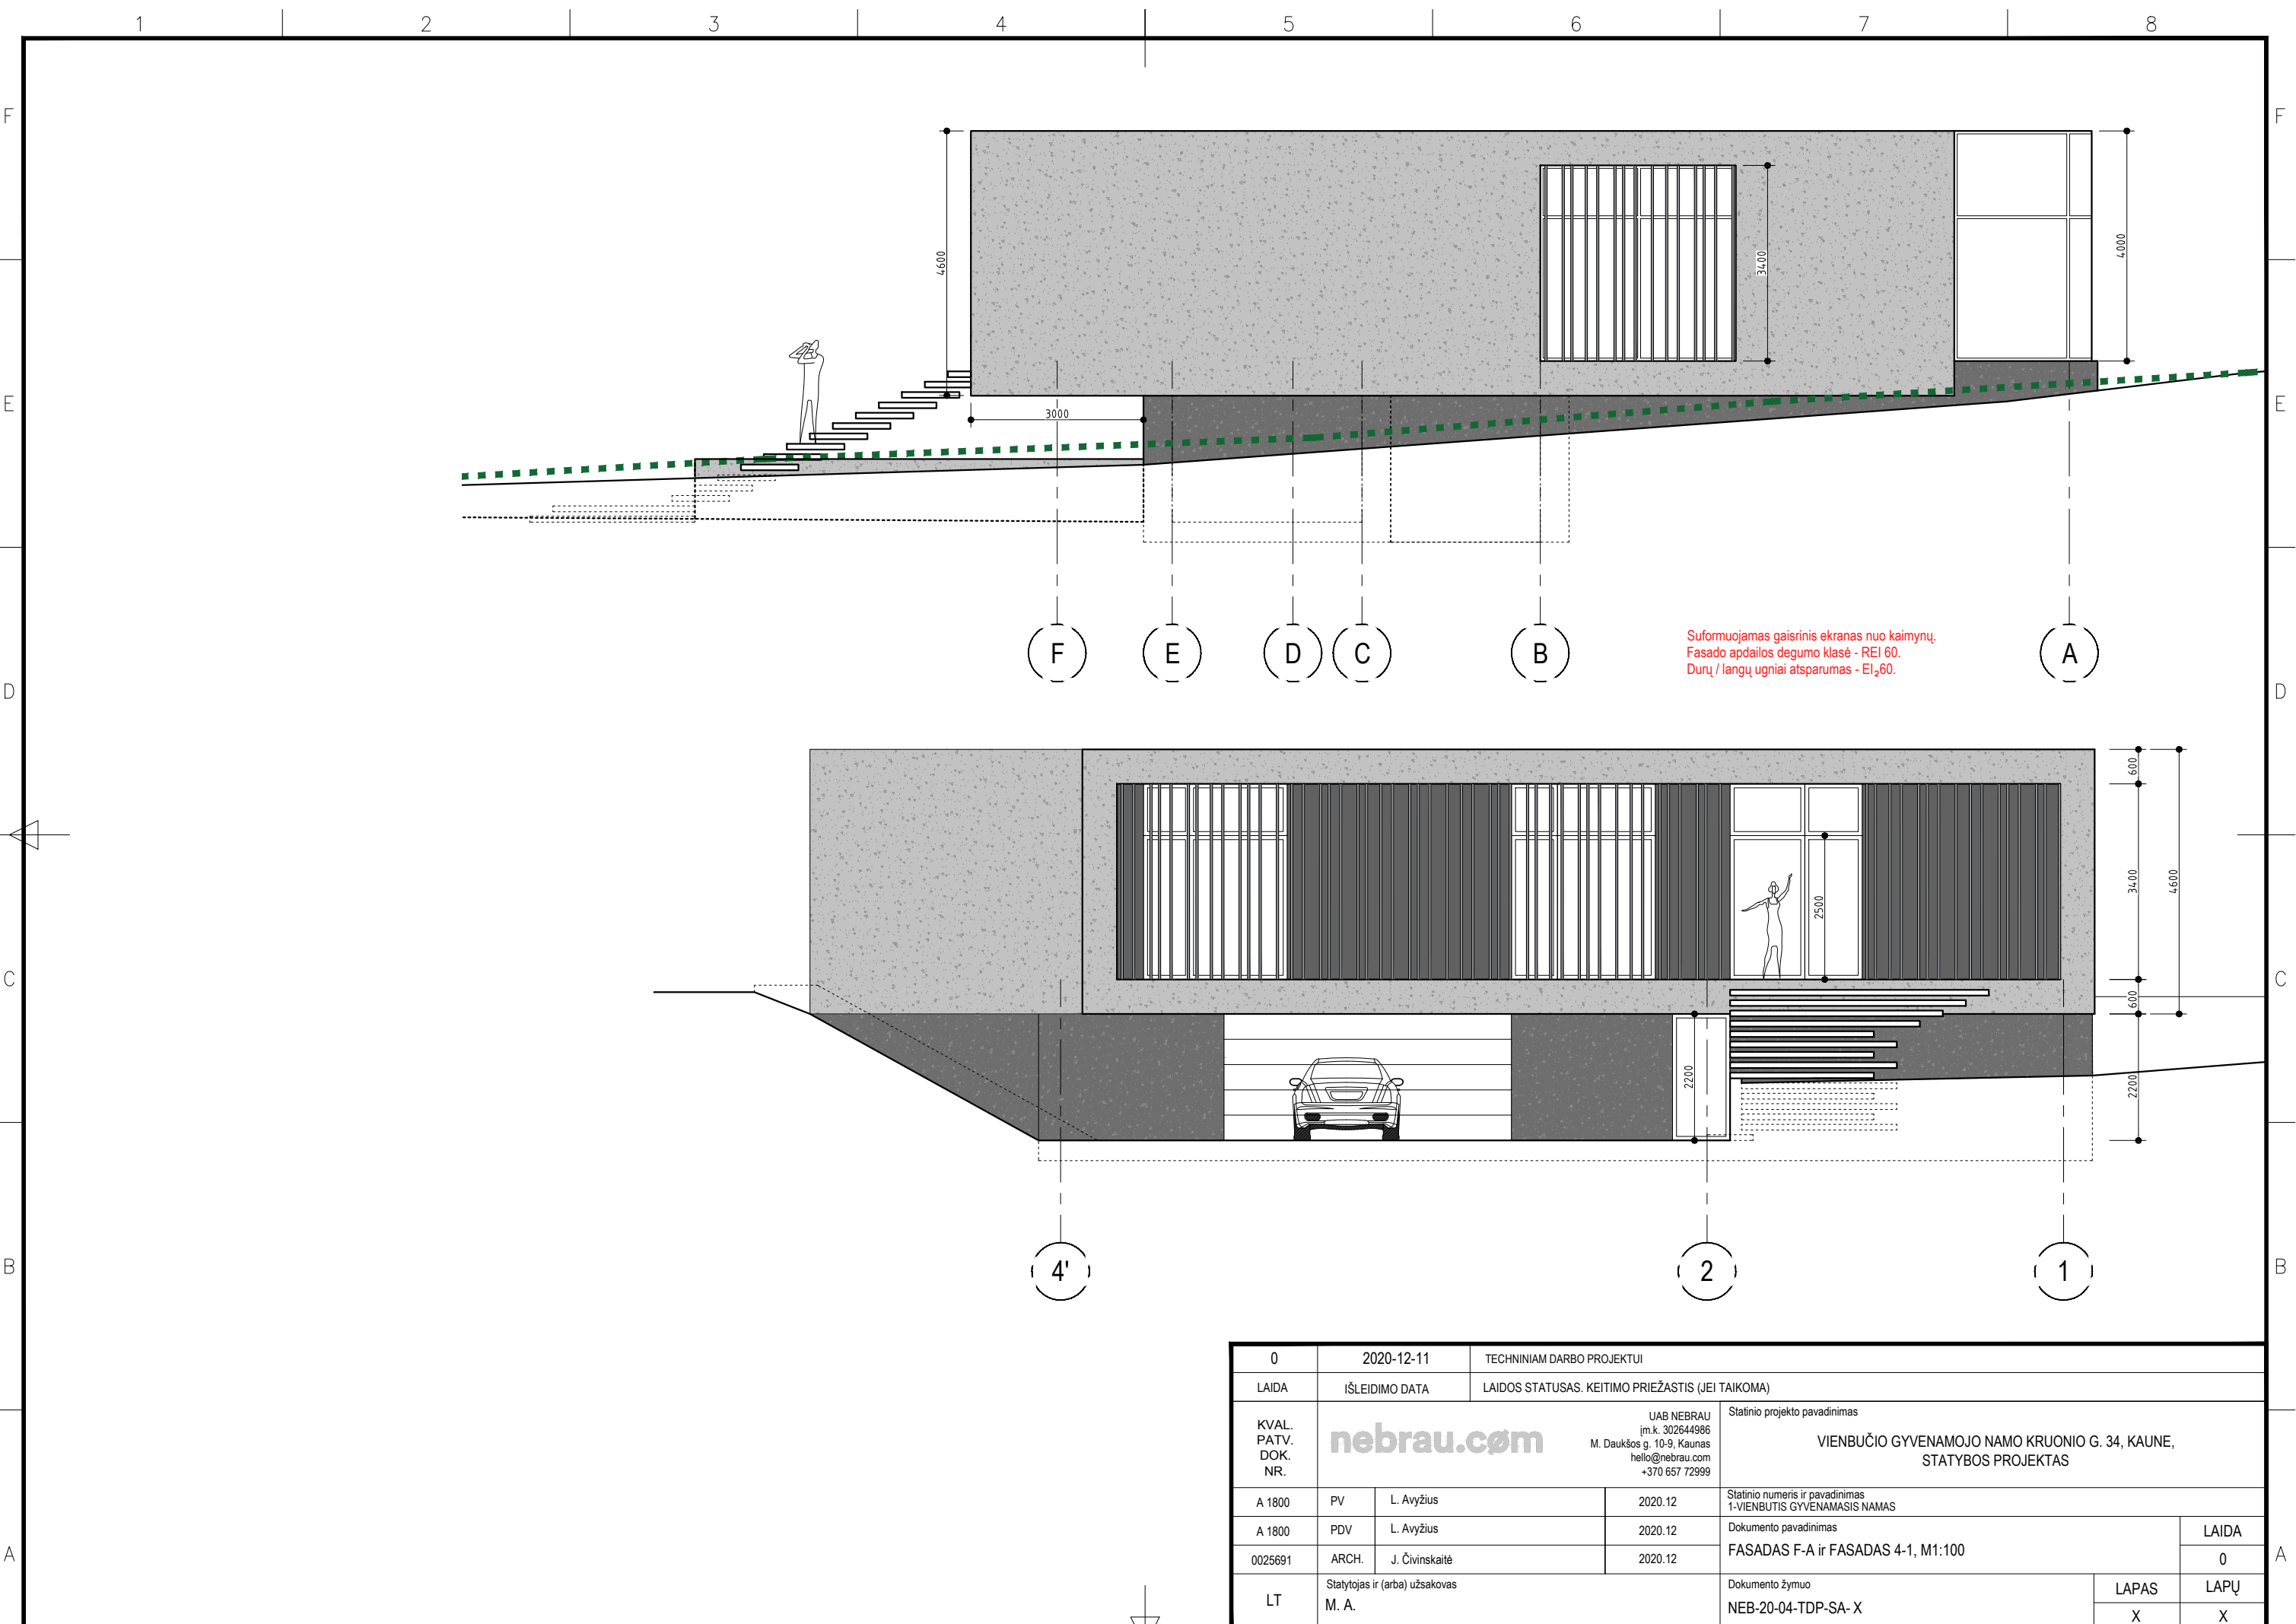 1 2 3 4 5 6 7 8
F F
4600
3400
4000
E E
3000
F E D C B A
Suformuojamas gaisrinis ekranas nuo kaimynų.
Fasado apdailos degumo klasė - REI 60.
Durų / langų ugniai atsparumas - EI₂60.
D D
600
3400
4600
2500
C C
600
2200
2200
4' 2 1
B B
0 2020-12-11 TECHNINIAM DARBO PROJEKTUI
LAIDA IŠLEIDIMO DATA LAIDOS STATUSAS. KEITIMO PRIEŽASTIS (JEI TAIKOMA)
KVAL.
PATV.
DOK.
NR.
nebrau.cøm
UAB NEBRAU
įm.k. 302644986
M. Daukšos g. 10-9, Kaunas
hello@nebrau.com
+370 657 72999
Statinio projekto pavadinimas
VIENBUČIO GYVENAMOJO NAMO KRUONIO G. 34, KAUNE,
STATYBOS PROJEKTAS
A 1800 PV L. Avyžius 2020.12
Statinio numeris ir pavadinimas
1-VIENBUTIS GYVENAMASIS NAMAS
A 1800 PDV L. Avyžius 2020.12
Dokumento pavadinimas
FASADAS F-A ir FASADAS 4-1, M1:100
LAIDA
0
0025691 ARCH. J. Čivinskaitė 2020.12
A A
LT
Statytojas ir (arba) užsakovas
M. A.
Dokumento žymuo
NEB-20-04-TDP-SA- X
LAPAS LAPŲ
X X